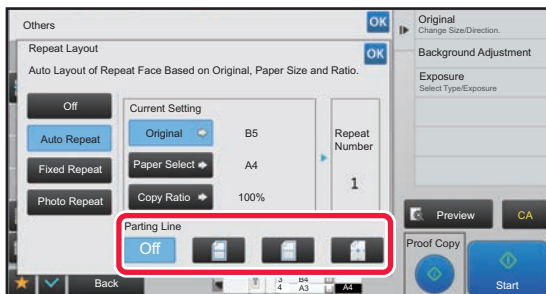 Others
OK
Repeat Layout
OK
Auto Layout of Repeat Face Based on Original, Paper Size and Ratio.
Off
Auto Repeat
Fixed Repeat
Photo Repeat
Current Setting
Original
B5
Paper Select
A4
Copy Ratio
100%
Repeat
Number
1
Parting Line
Off
Back
3 B4
4 A3
A4
Original
Change Size/Direction.
Background Adjustment
Exposure
Select Type/Exposure
Preview
CA
Proof Copy
Start